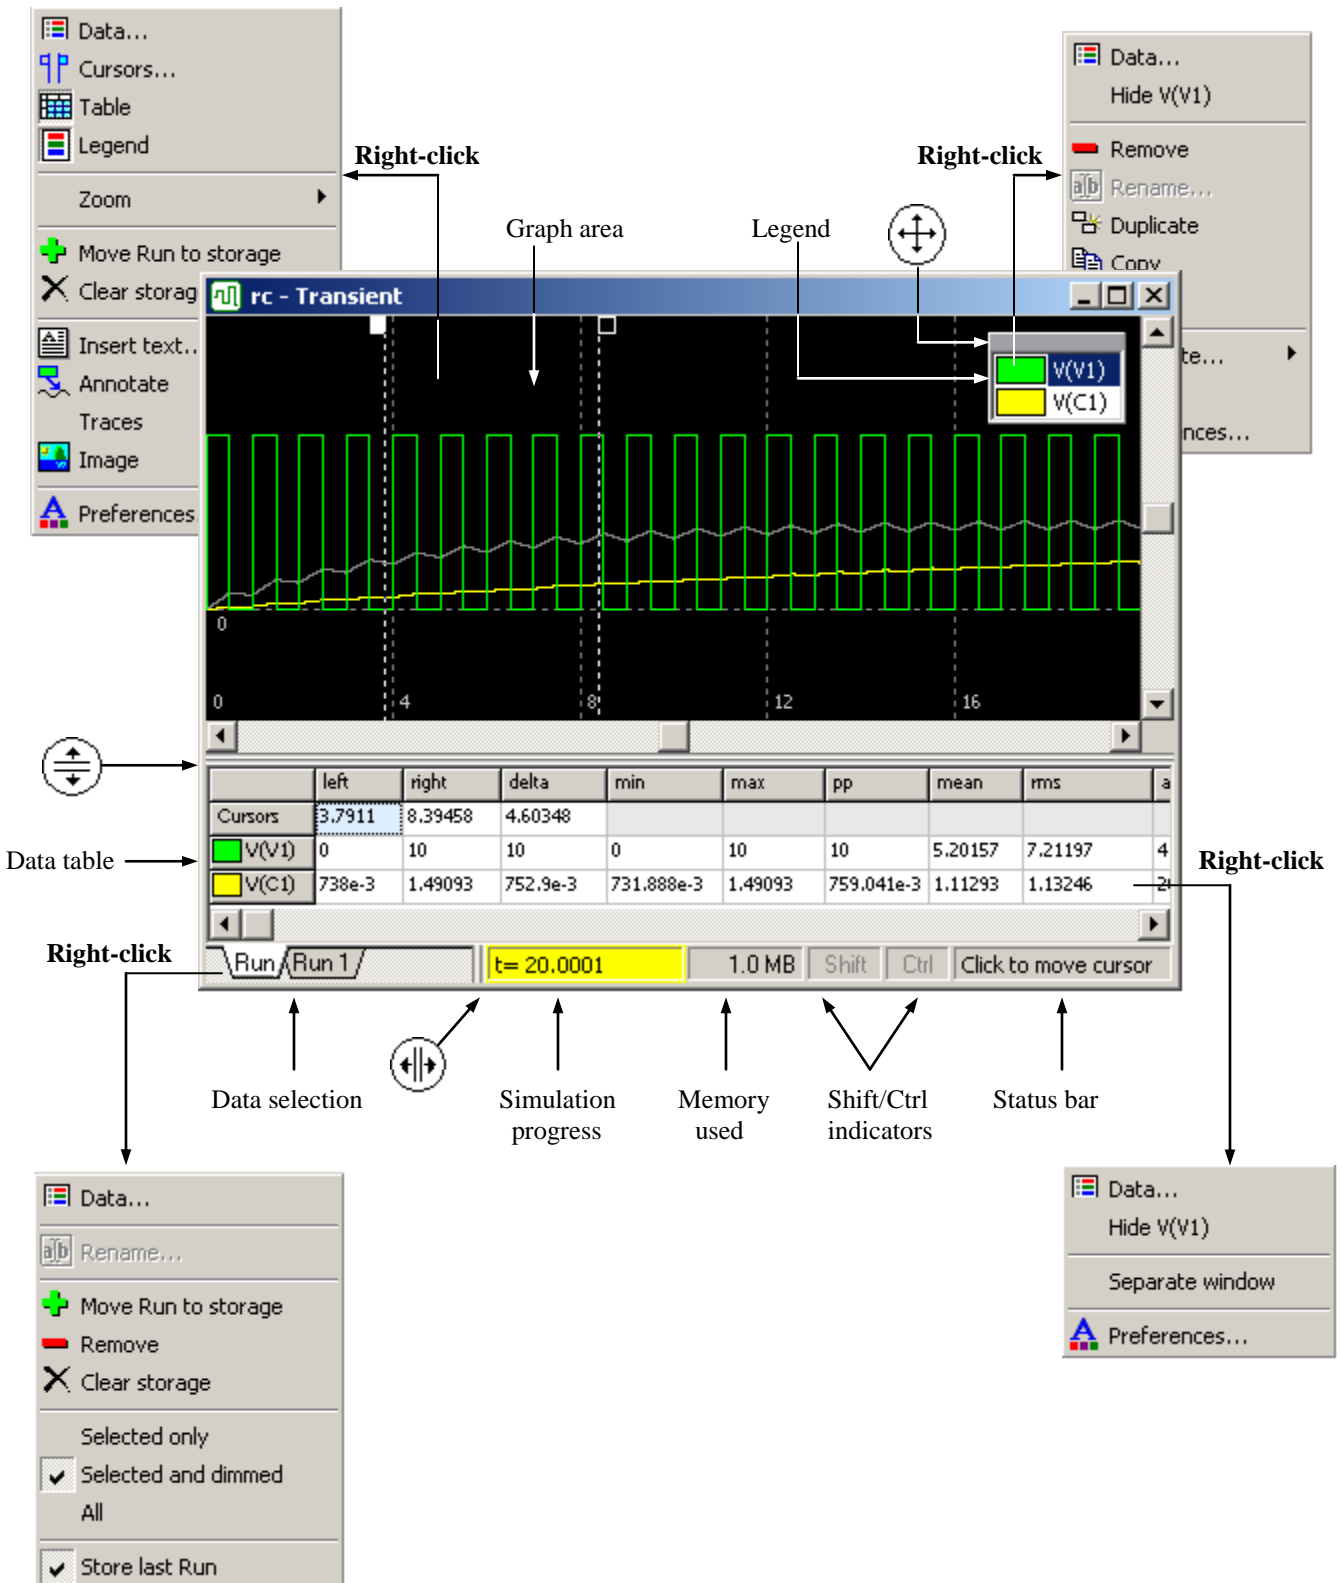 Data...
Cursors...
Table
Legend
Zoom
Move Run to storage
Clear storag
Insert text..
Annotate
Traces
Image
Preferences.
Right-click
Graph area
Legend
Right-click
Data...
Hide V(V1)
Remove
Rename...
Duplicate
Copy
te...
nces...
rc - Transient
V(V1)
V(C1)
0
0 4 8 12 16
left right delta min max pp mean rms a
Cursors 3.7911 8.39458 4.60348
V(V1) 0 10 10 0 10 10 5.20157 7.21197 4
V(C1) 738e-3 1.49093 752.9e-3 731.888e-3 1.49093 759.041e-3 1.11293 1.13246
Data table
Right-click
Right-click
Run Run 1 t= 20.0001 1.0 MB Shift Ctrl Click to move cursor
Data selection
Simulation
progress
Memory
used
Shift/Ctrl
indicators
Status bar
Data...
Rename...
Move Run to storage
Remove
Clear storage
Selected only
Selected and dimmed
All
Store last Run
Data...
Hide V(V1)
Separate window
Preferences...